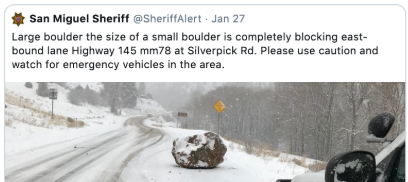 San Miguel Sheriff @SheriffAlert · Jan 27
Large boulder the size of a small boulder is completely blocking east-
bound lane Highway 145 mm78 at Silverpick Rd. Please use caution and
watch for emergency vehicles in the area.